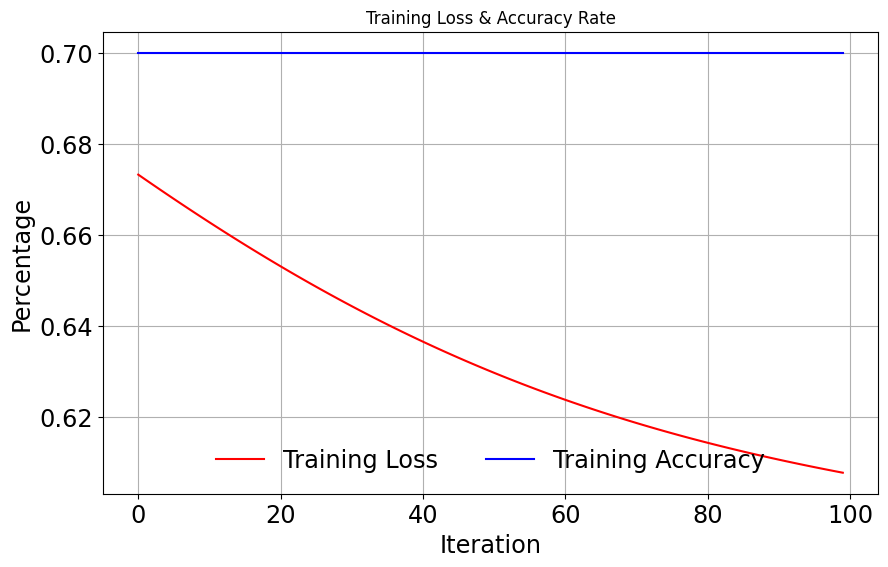 Training Loss & Accuracy Rate
0.70
0.68
0.66
0.64
0.62
Percentage
Training Loss Training Accuracy
0 20 40 60 80 100
Iteration